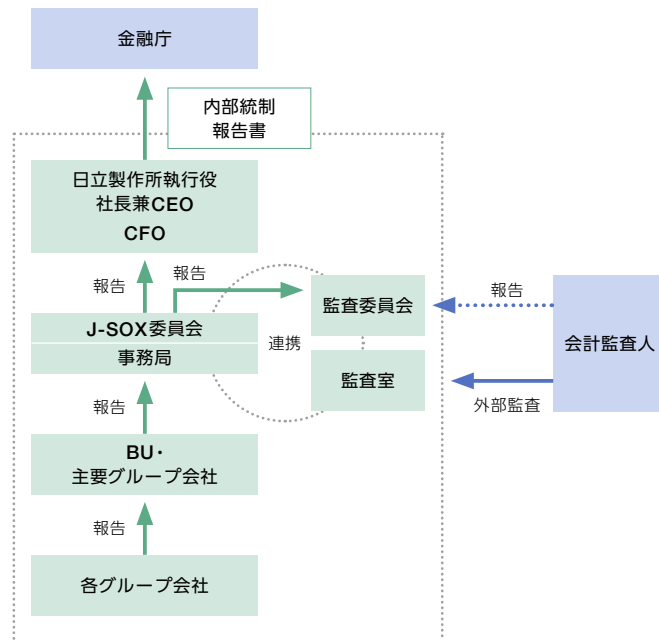 金融庁
内部統制
報告書
日立製作所執行役
社長兼CEO
CFO
報告
報告
J-SOX委員会
事務局
連携
監査委員会
監査室
報告
会計監査人
外部監査
報告
BU・
主要グループ会社
報告
各グループ会社